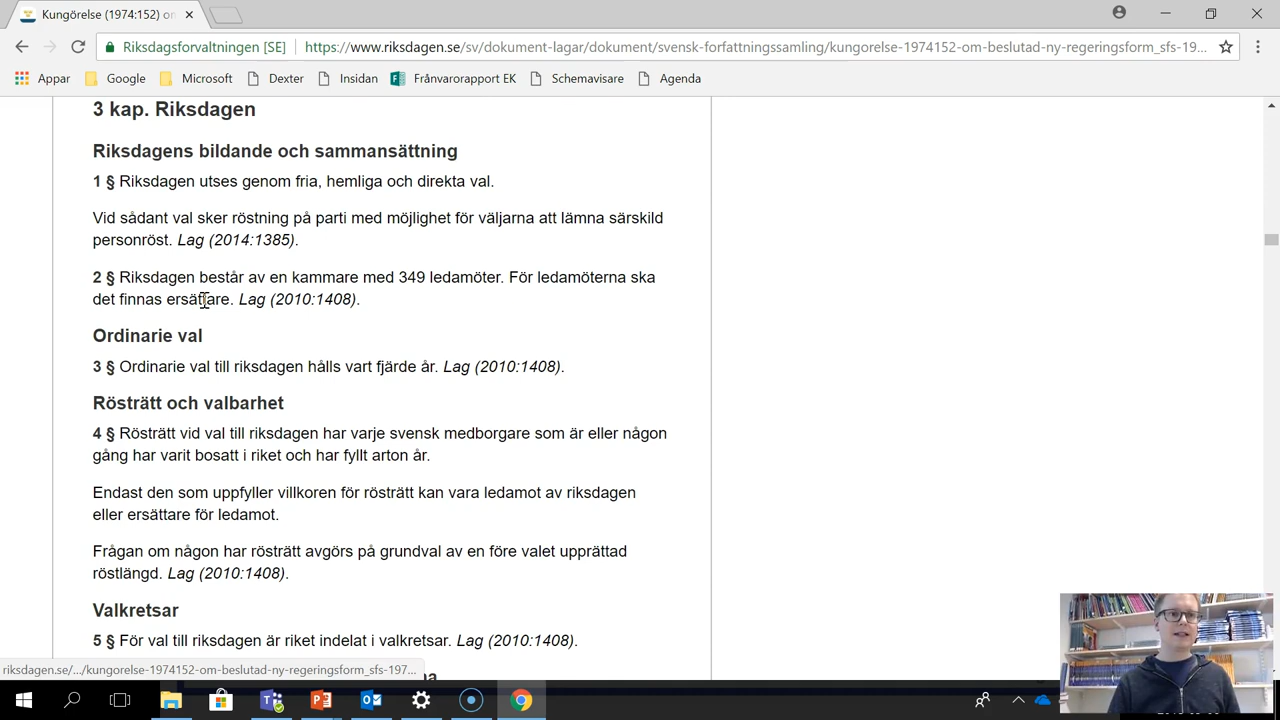 Kungörelse (1974:152) o
Riksdagsförvaltningen [SE]
https://www.riksdagen.se/sv/dokument-lagar/dokument/svensk-forfattningssamling/kungorelse-1974152-om-beslutad-ny-regeringsform_sfs-19...
Appar Google Microsoft Dexter Insidan Frånvarorapport EK Schemavisare Agenda
3 kap. Riksdagen
Riksdagens bildande och sammansättning
1 § Riksdagen utses genom fria, hemliga och direkta val.
Vid sådant val sker röstning på parti med möjlighet för väljarna att lämna särskild
personröst. Lag (2014:1385).
2 § Riksdagen består av en kammare med 349 ledamöter. För ledamöterna ska
det finnas ersättare. Lag (2010:1408).
Ordinarie val
3 § Ordinarie val till riksdagen hålls vart fjärde år. Lag (2010:1408).
Rösträtt och valbarhet
4 § Rösträtt vid val till riksdagen har varje svensk medborgare som är eller någon
gång har varit bosatt i riket och har fyllt arton år.
Endast den som uppfyller villkoren för rösträtt kan vara ledamot av riksdagen
eller ersättare för ledamot.
Frågan om någon har rösträtt avgörs på grundval av en före valet upprättad
röstlängd. Lag (2010:1408).
Valkretsar
5 § För val till riksdagen är riket indelat i valkretsar. Lag (2010:1408).
riksdagen.se/.../kungorelse-1974152-om-beslutad-ny-regeringsform_sfs-197...